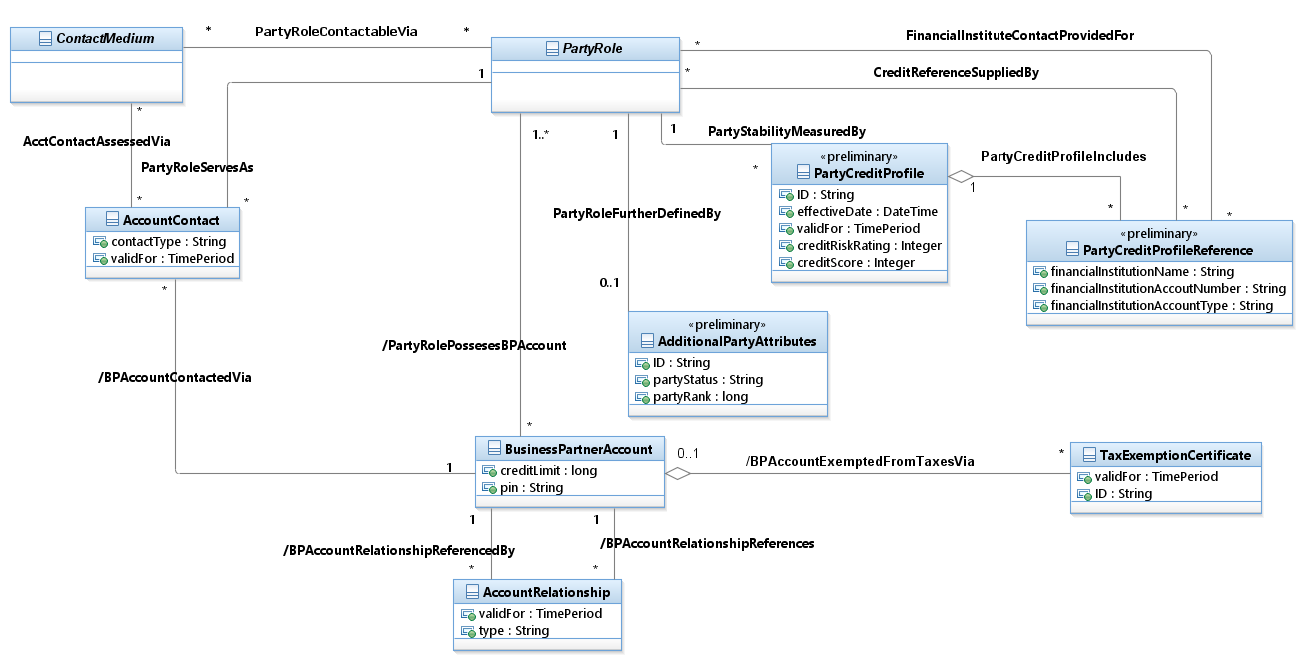 ContactMedium
*
PartyRoleContactableVia
*
PartyRole
*
FinancialInstituteContactProvidedFor
1
*
CreditReferenceSuppliedBy
*
AcctContactAssessedVia
PartyRoleServesAs
1..*
1
1
PartyStabilityMeasuredBy
*
«preliminary»
PartyCreditProfile
ID : String
effectiveDate : DateTime
validFor : TimePeriod
creditRiskRating : Integer
creditScore : Integer
PartyCreditProfileIncludes
1
*
*
*
*
*
AccountContact
contactType : String
validFor : TimePeriod
*
PartyRoleFurtherDefinedBy
0..1
«preliminary»
PartyCreditProfileReference
financialInstitutionName : String
financialInstitutionAccoutNumber : String
financialInstitutionAccountType : String
«preliminary»
AdditionalPartyAttributes
ID : String
partyStatus : String
partyRank : long
/PartyRolePossesesBPAccount
/BPAccountContactedVia
*
1
BusinessPartnerAccount
creditLimit : long
pin : String
0..1
/BPAccountExemptedFromTaxesVia
*
TaxExemptionCertificate
validFor : TimePeriod
ID : String
1
1
/BPAccountRelationshipReferencedBy
/BPAccountRelationshipReferences
*
*
AccountRelationship
validFor : TimePeriod
type : String